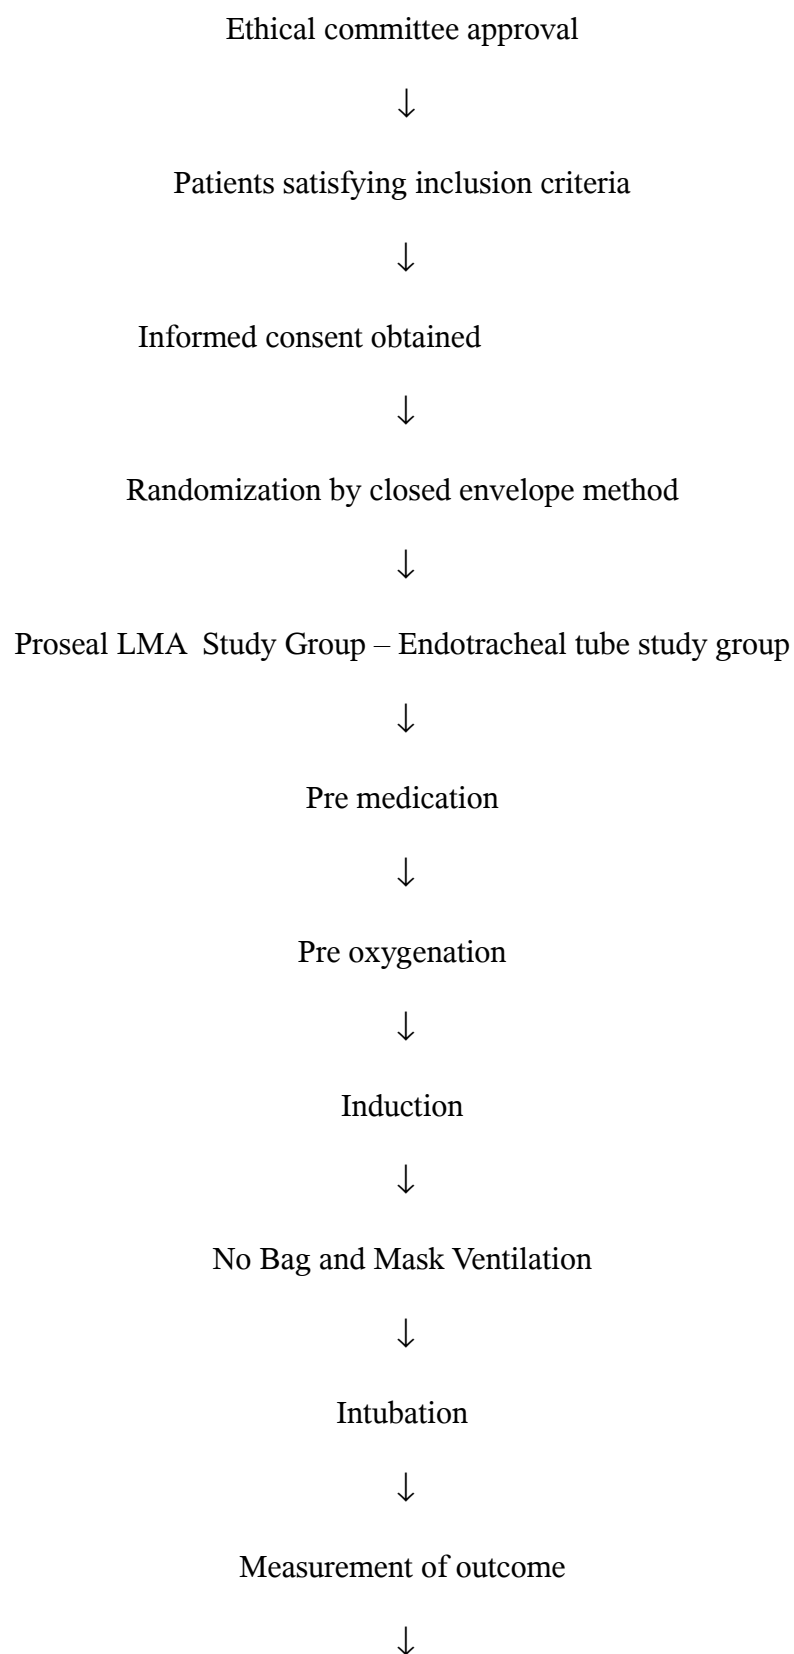 Ethical committee approval
↓
Patients satisfying inclusion criteria
↓
Informed consent obtained
↓
Randomization by closed envelope method
↓
Proseal LMA  Study Group – Endotracheal tube study group
↓
Pre medication
↓
Pre oxygenation
↓
Induction
↓
No Bag and Mask Ventilation
↓
Intubation
↓
Measurement of outcome
↓